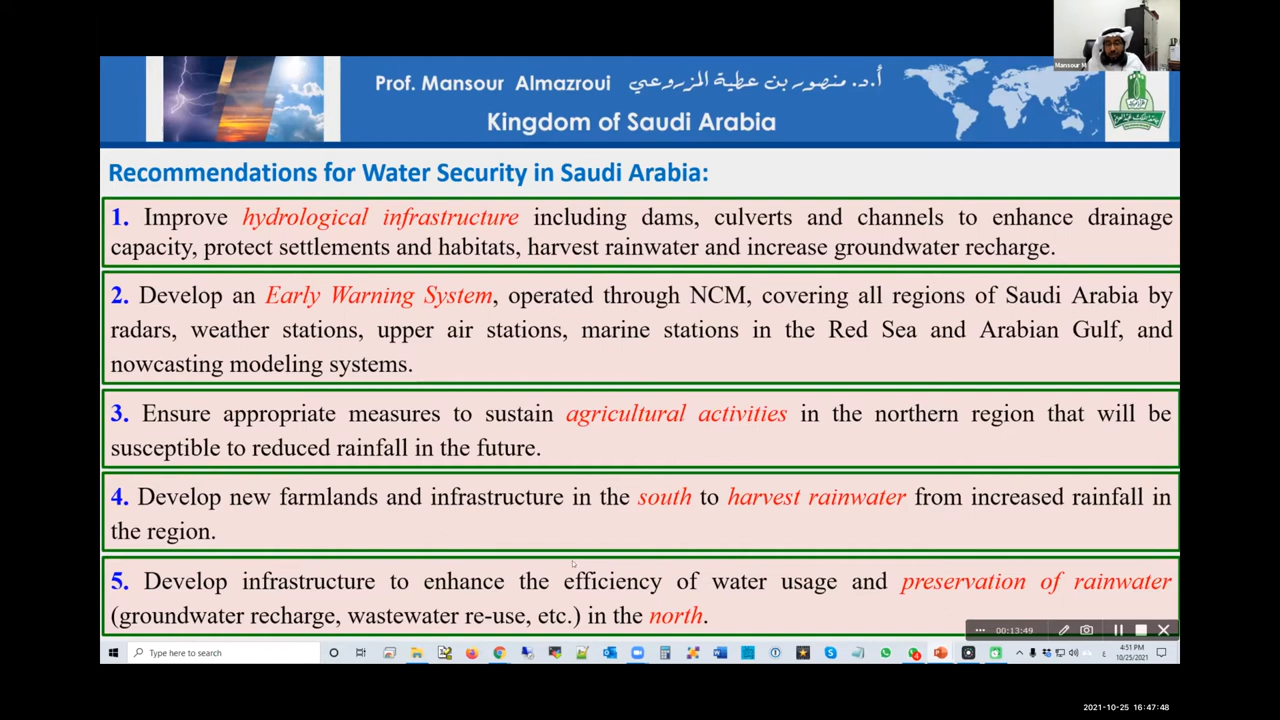 Mansour M
Prof. Mansour Almazroui أ.د. منصور بن عطية المزروعي
Kingdom of Saudi Arabia
Recommendations for Water Security in Saudi Arabia:
1. Improve hydrological infrastructure including dams, culverts and channels to enhance drainage
capacity, protect settlements and habitats, harvest rainwater and increase groundwater recharge.
2. Develop an Early Warning System, operated through NCM, covering all regions of Saudi Arabia by
radars, weather stations, upper air stations, marine stations in the Red Sea and Arabian Gulf, and
nowcasting modeling systems.
3. Ensure appropriate measures to sustain agricultural activities in the northern region that will be
susceptible to reduced rainfall in the future.
4. Develop new farmlands and infrastructure in the south to harvest rainwater from increased rainfall in
the region.
5. Develop infrastructure to enhance the efficiency of water usage and preservation of rainwater
(groundwater recharge, wastewater re-use, etc.) in the north.
00:13:49
Type here to search
4:51 PM
10/25/2021
2021-10-25 16:47:48